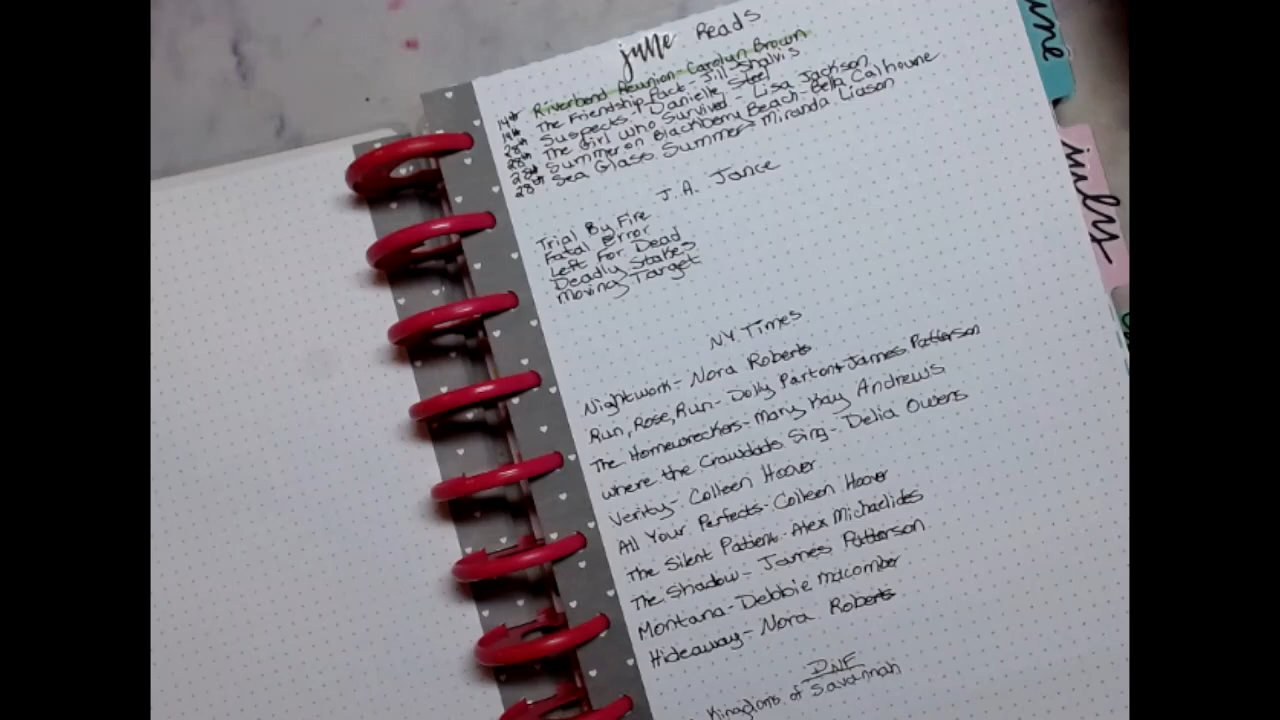 June Reads
14th Riverbend Reunion - Carolyn Brown
14th The Friendship Pact - Jill Shalvis
28th Suspects - Danielle Steel
28th The Girl who Survived - Lisa Jackson
28th Summer on Blackberry Beach - Bella Calhoune
28th Sea Glass Summer - Miranda Liason
J.A. Jance
Trial By Fire
Fatal Error
Left For Dead
Deadly Stakes
Moving Target
NY Times
Nightwork - Nora Roberts
Run, Rose, Run - Dolly Parton + James Patterson
The Homewreckers - Mary Kay Andrews
where the Crawdads Sing - Delia Owens
Verity - Colleen Hoover
All Your Perfects - Colleen Hoover
The Silent Patient - Alex Michaelides
The Shadow - James Patterson
Montana - Debbie Macomber
Hideaway - Nora Roberts
DNF
Kingdoms of Savannah
June
july